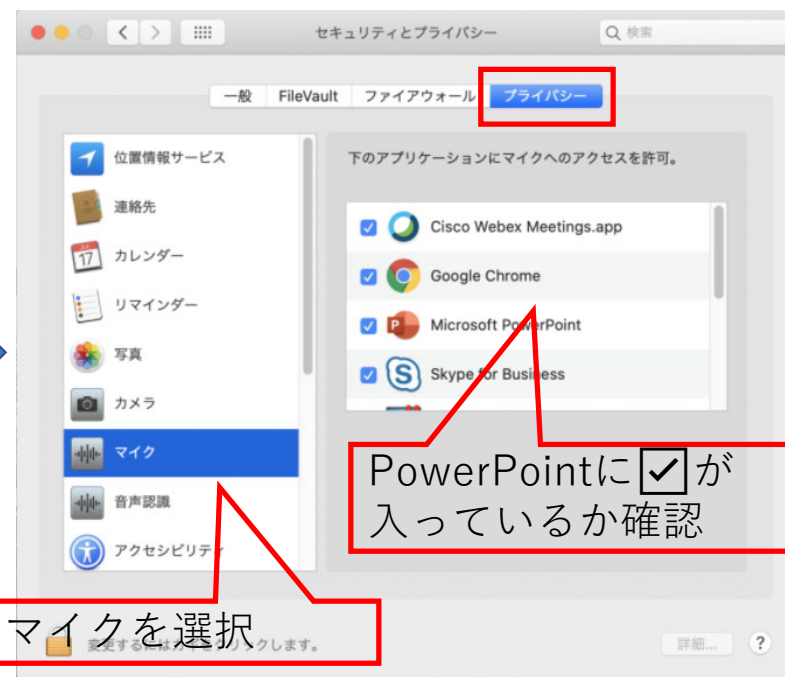 セキュリティとプライバシー
検索
一般 FileVault ファイアウォール プライバシー
位置情報サービス
連絡先
JUL
17
カレンダー
リマインダー
写真
カメラ
マイク
音声認識
アクセシビリティ
下のアプリケーションにマイクへのアクセスを許可。
Cisco Webex Meetings.app
Google Chrome
Microsoft PowerPoint
Skype for Business
PowerPointに☑が
入っているか確認
マイクを選択
変更するにはカギをクリックします。
詳細...
?